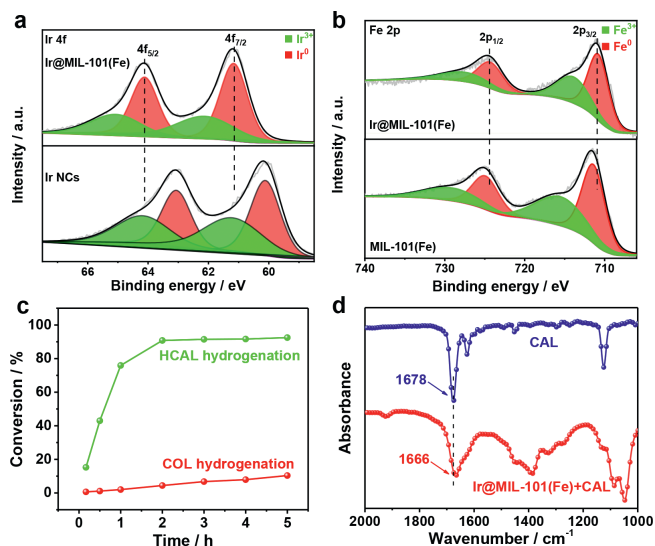 a
Ir 4f
4f5/2
4f7/2
Ir3+
Ir0
Ir@MIL-101(Fe)
Ir NCs
Intensity / a.u.
66
64
62
60
Binding energy / eV
b
Fe 2p
2p1/2
2p3/2
Fe3+
Fe0
Ir@MIL-101(Fe)
MIL-101(Fe)
Intensity / a.u.
740
730
720
710
Binding energy / eV
c
100
80
60
40
20
0
HCAL hydrogenation
COL hydrogenation
Conversion / %
0
1
2
3
4
5
Time / h
d
CAL
1678
1666
Ir@MIL-101(Fe)+CAL
Absorbance
2000
1800
1600
1400
1200
1000
Wavenumber / cm-1